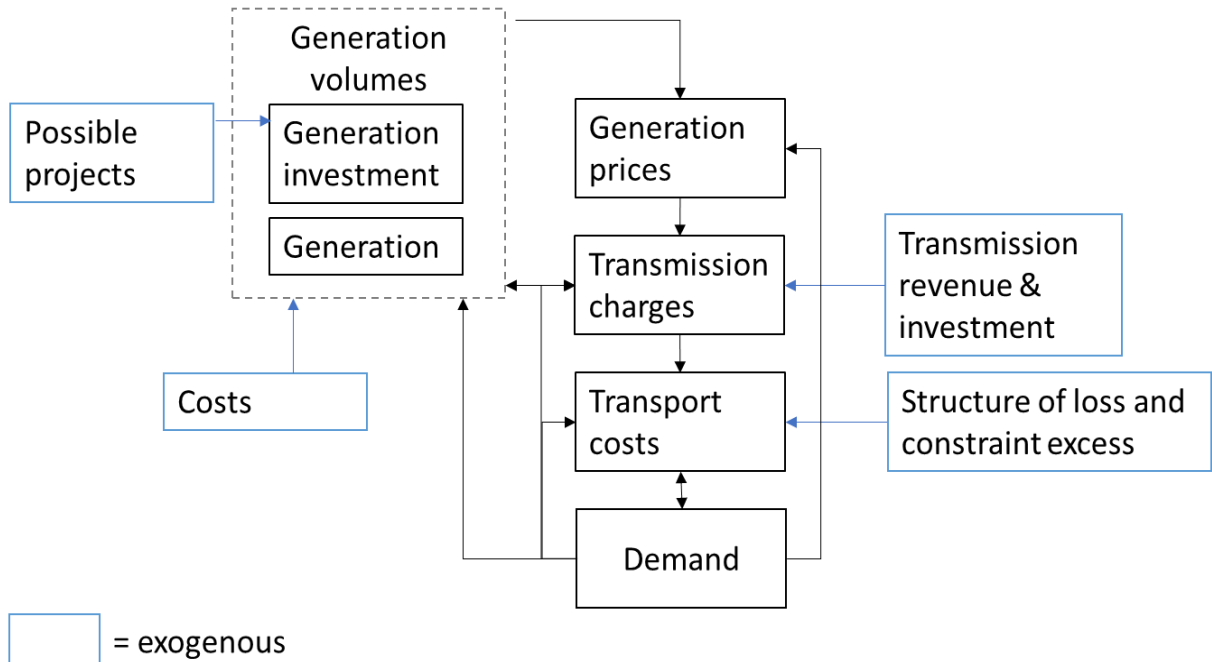 Generation
volumes
Possible
projects
Generation
investment
Generation
Generation
prices
Transmission
charges
Transmission
revenue &
investment
Costs
Transport
costs
Structure of loss and
constraint excess
Demand
= exogenous